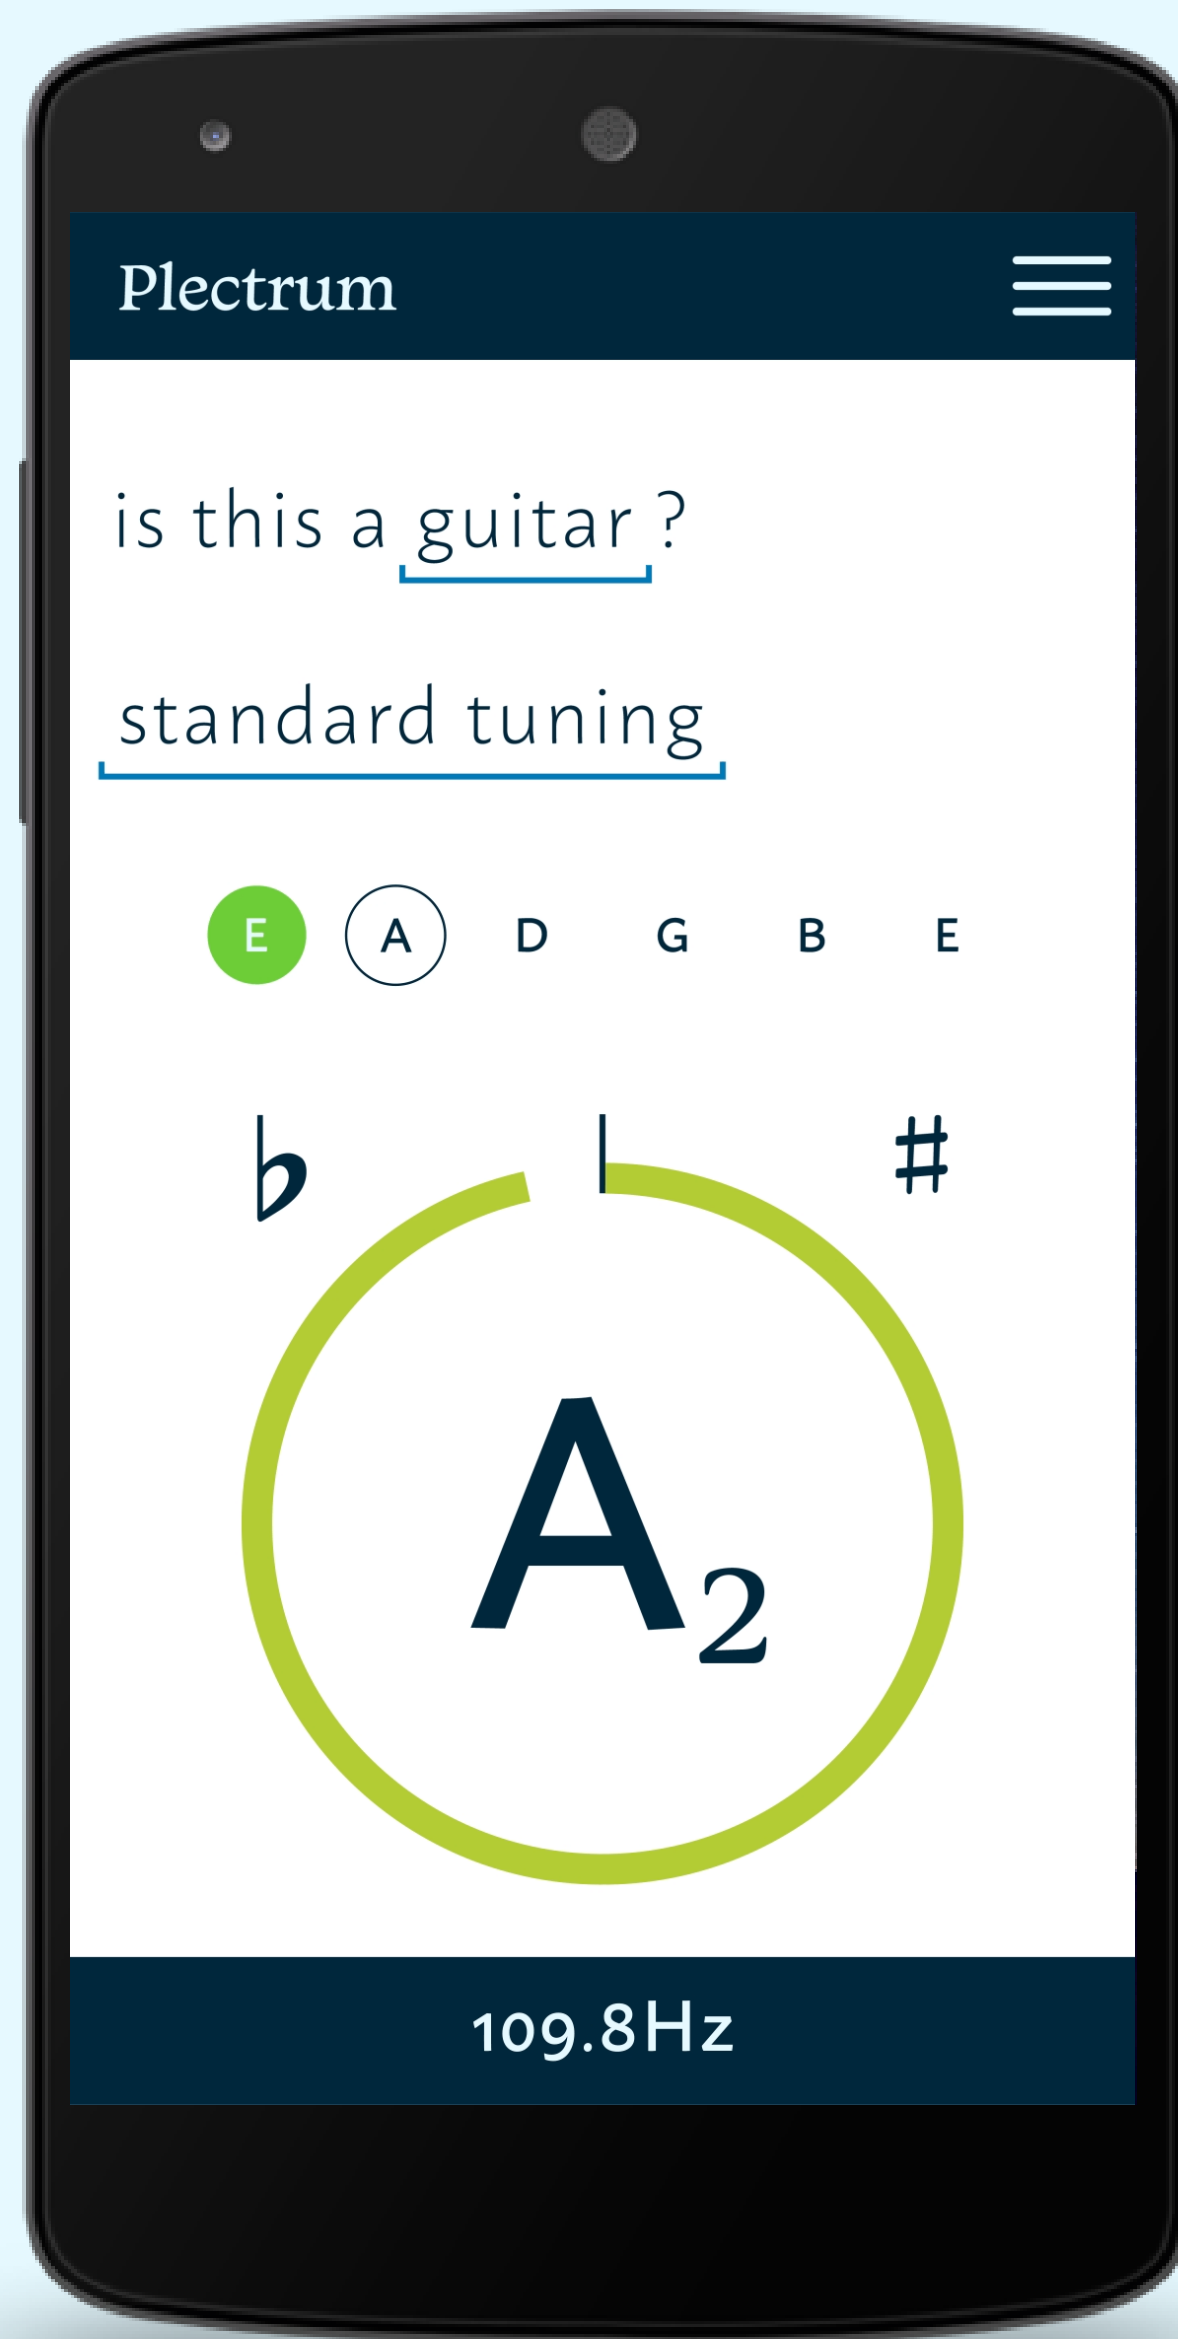 Plectrum
is this a guitar ?
standard tuning
E A D G B E
♭ ♯
A₂
109.8Hz